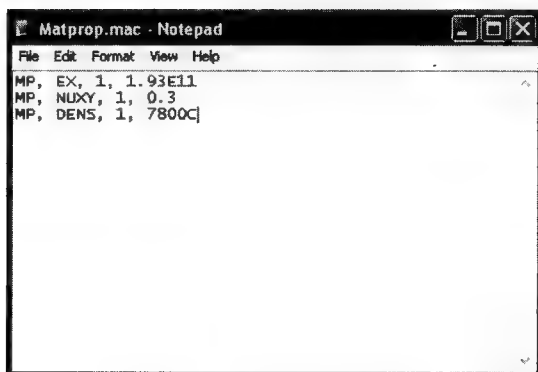 Matprop.mac - Notepad
File Edit Format View Help
MP, EX, 1, 1.93E11
MP, NUXY, 1, 0.3
MP, DENS, 1, 7800C